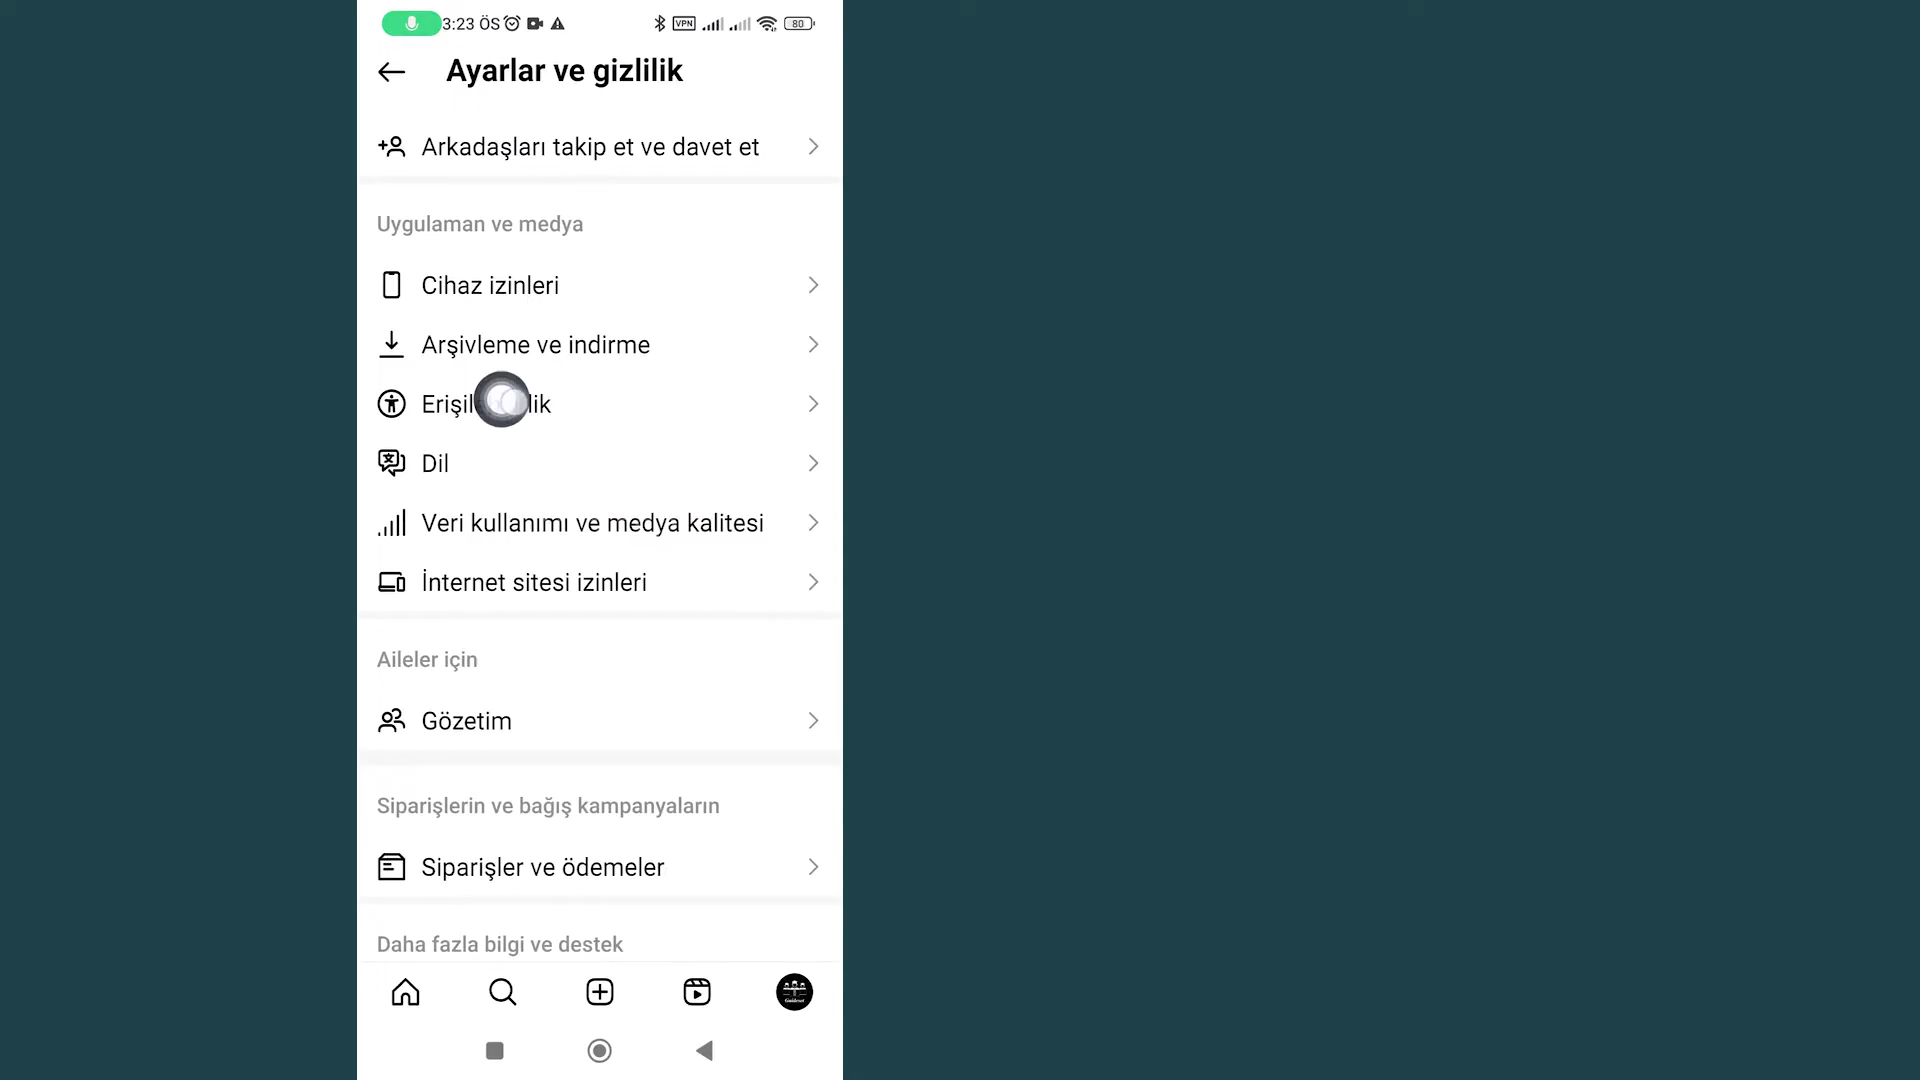 3:23 ÖS
VPN
80
Ayarlar ve gizlilik
Arkadaşları takip et ve davet et
Uygulaman ve medya
Cihaz izinleri
Arşivleme ve indirme
Dil
Veri kullanımı ve medya kalitesi
İnternet sitesi izinleri
Aileler için
Gözetim
Siparişlerin ve bağış kampanyaların
Siparişler ve ödemeler
Daha fazla bilgi ve destek